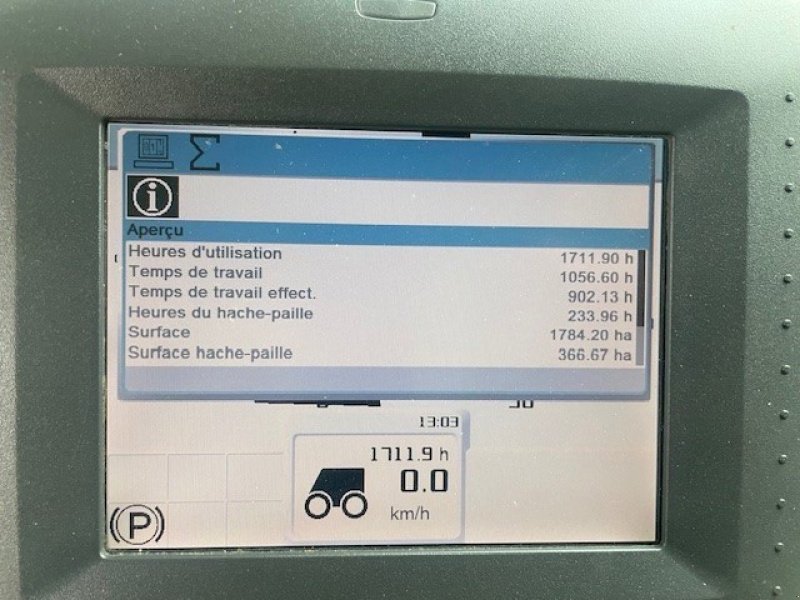 Aperçu
Heures d'utilisation 1711.90 h
Temps de travail 1056.60 h
Temps de travail effect. 902.13 h
Heures du hache-paille 233.96 h
Surface 1784.20 ha
Surface hache-paille 366.67 ha
13:03
1711.9 h
0.0
km/h
(P)